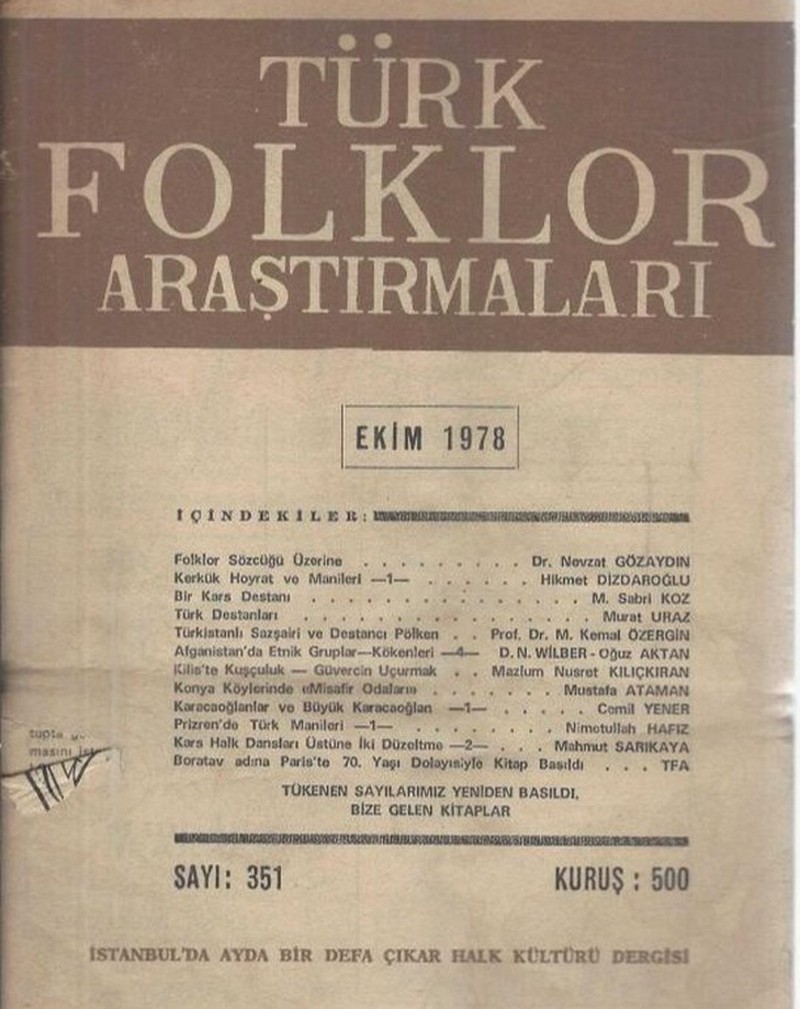 TÜRK
FOLKLOR
ARAŞTIRMALARI
EKİM 1978
İÇİNDEKİLER:
Folklor Sözcüğü Üzerine . . . . . . . . . Dr. Nevzat GÖZAYDIN
Kerkük Hoyrat ve Manileri —1— . . . . . . Hikmet DİZDAROĞLU
Bir Kars Destanı . . . . . . . . . . . . . . . M. Sabri KOZ
Türk Destanları . . . . . . . . . . . . . . . . Murat URAZ
Türkistanlı Sazşairi ve Destancı Pölken . . Prof. Dr. M. Kemal ÖZERGİN
Afganistan'da Etnik Gruplar—Kökenleri —4— D. N. WİLBER - Oğuz AKTAN
Kilis'te Kuşçuluk — Güvercin Uçurmak . . Mazlum Nusret KILIÇKIRAN
Konya Köylerinde «Misafir Odaları» . . . . . . . Mustafa ATAMAN
Karacaoğlanlar ve Büyük Karacaoğlan —1— . . . . . Cemil YENER
Prizren'de Türk Manileri —1— . . . . . . . . Nimetullah HAFIZ
Kars Halk Dansları Üstüne İki Düzeltme —2— . . . Mahmut SARIKAYA
Boratav adına Paris'te 70. Yaşı Dolayısiyle Kitap Basıldı . . . TFA
TÜKENEN SAYILARIMIZ YENİDEN BASILDI,
BİZE GELEN KİTAPLAR
SAYI: 351
KURUŞ : 500
İSTANBUL'DA AYDA BİR DEFA ÇIKAR HALK KÜLTÜRÜ DERGİSİ